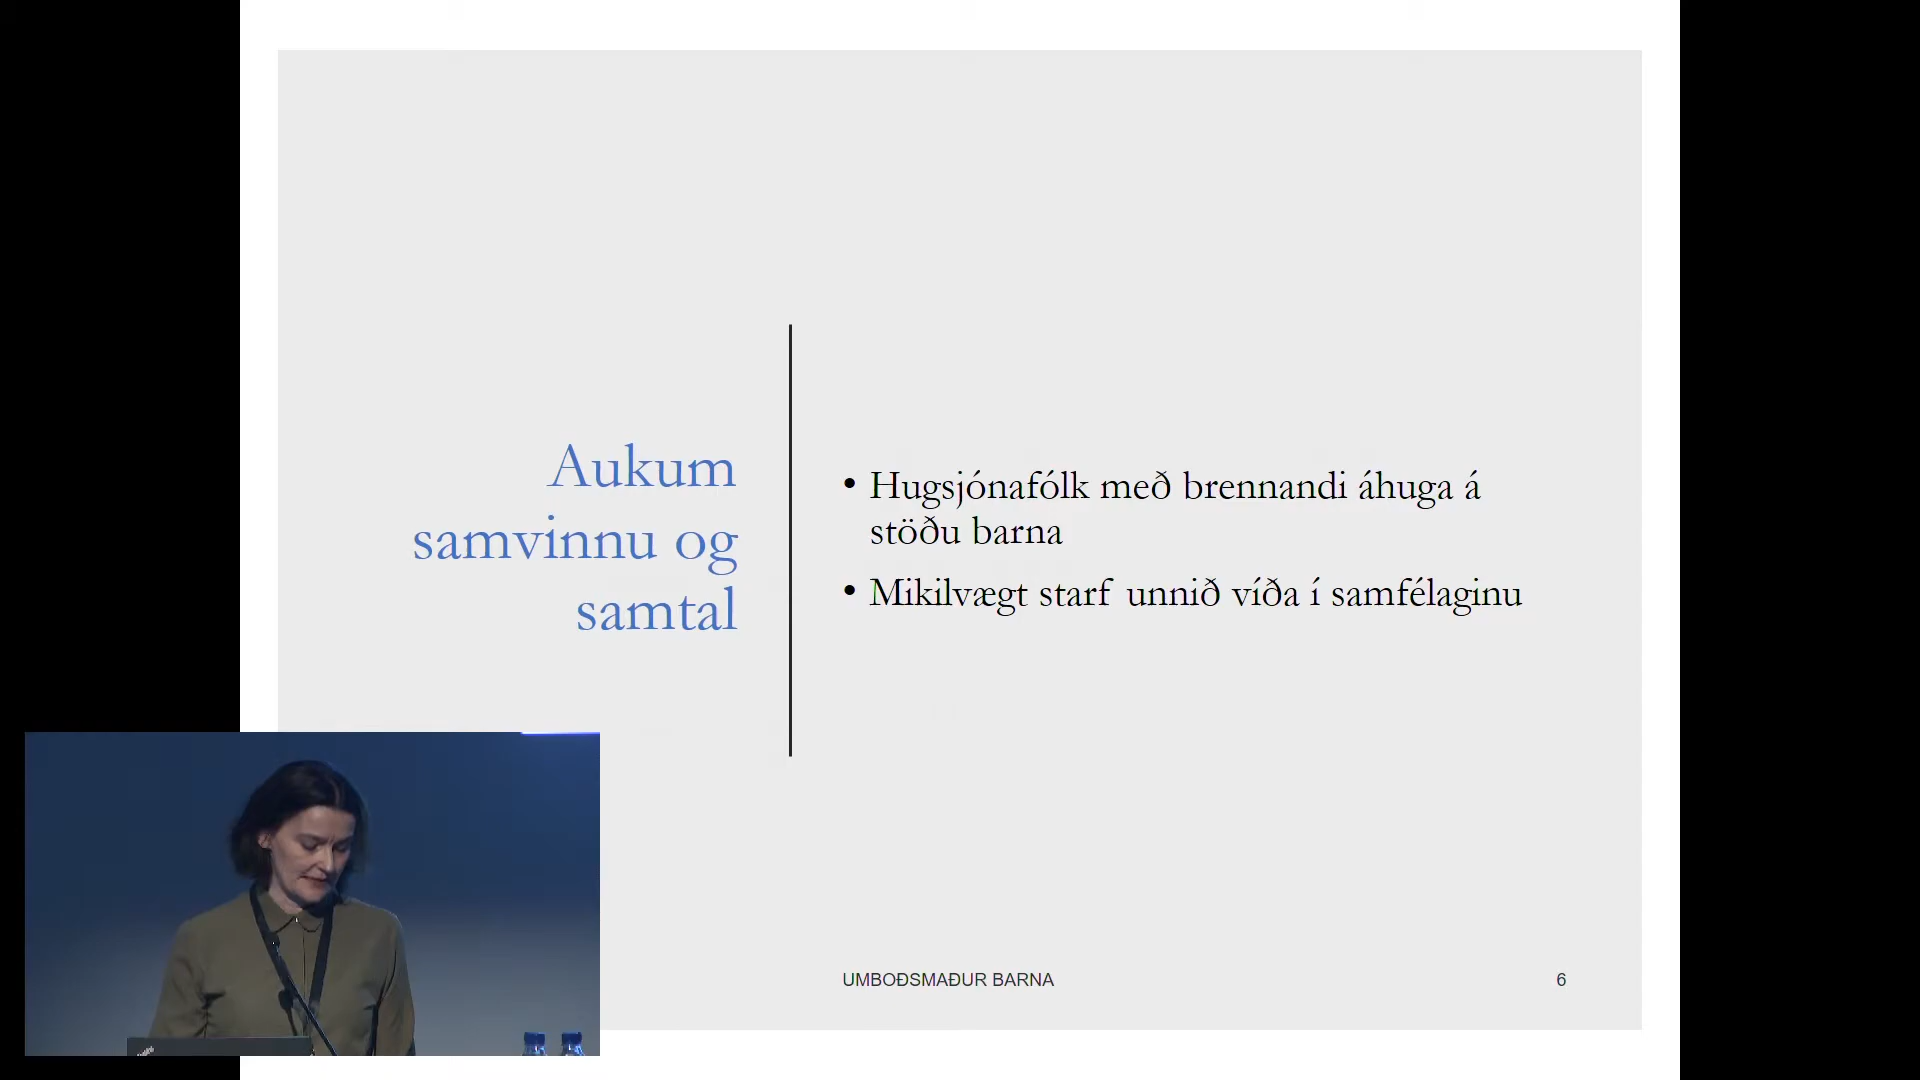 Aukum
samvinnu og
samtal
• Hugsjónafólk með brennandi áhuga á
stöðu barna
• Mikilvægt starf unnið víða í samfélaginu
UMBOÐSMAÐUR BARNA
6